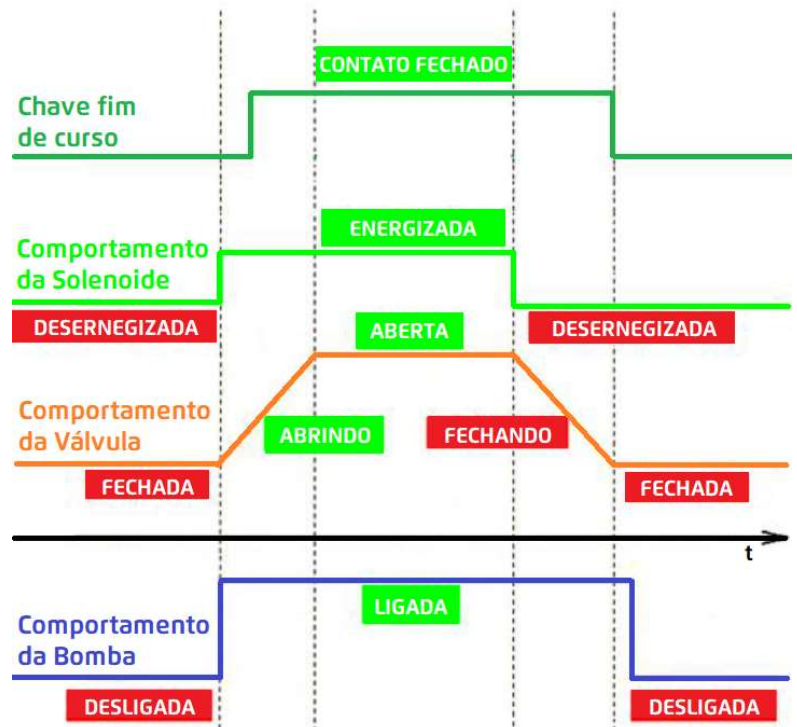 CONTATO FECHADO
Chave fim
de curso
ENERGIZADA
Comportamento
da Solenoide
DESERNEGIZADA
DESERNEGIZADA
ABERTA
Comportamento
da Válvula
ABRINDO
FECHANDO
FECHADA
FECHADA
t
LIGADA
Comportamento
da Bomba
DESLIGADA
DESLIGADA